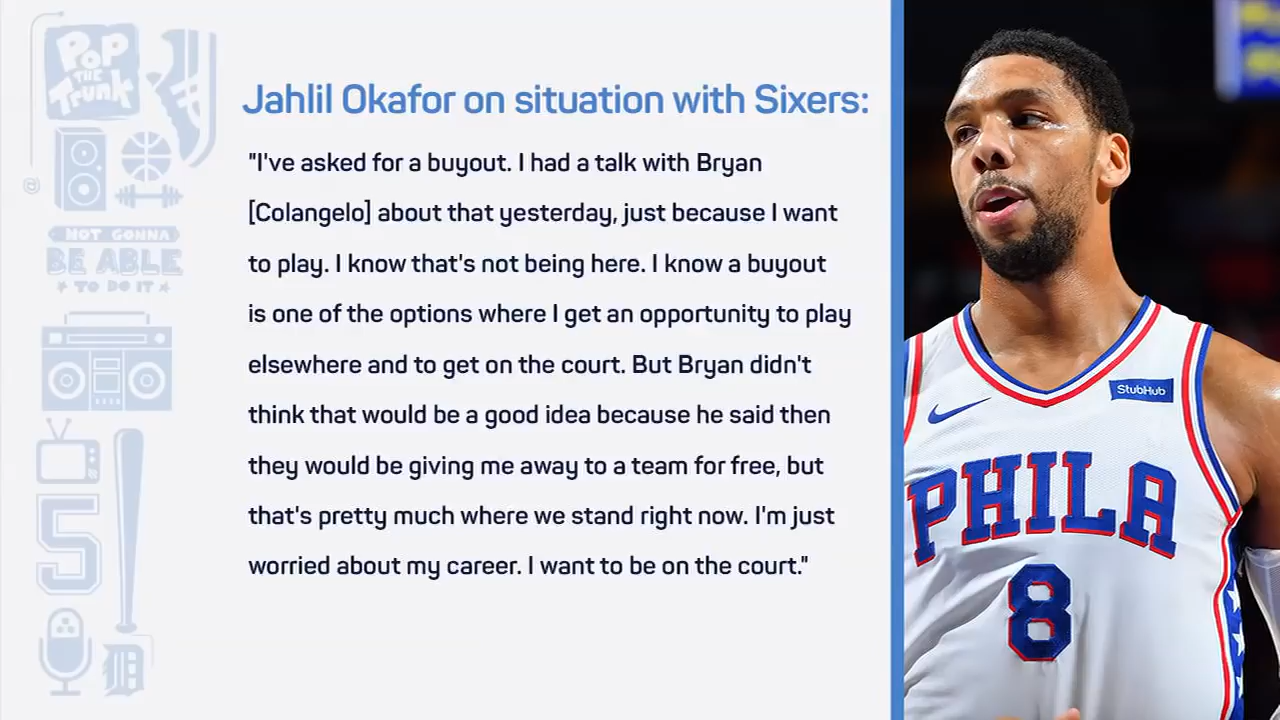 POP
THE
Trunk
@
NOT GONNA
BE ABLE
TO DO IT
5
D
Jahlil Okafor on situation with Sixers:
"I've asked for a buyout. I had a talk with Bryan
[Colangelo] about that yesterday, just because I want
to play. I know that's not being here. I know a buyout
is one of the options where I get an opportunity to play
elsewhere and to get on the court. But Bryan didn't
think that would be a good idea because he said then
they would be giving me away to a team for free, but
that's pretty much where we stand right now. I'm just
worried about my career. I want to be on the court."
StubHub
PHILA
8